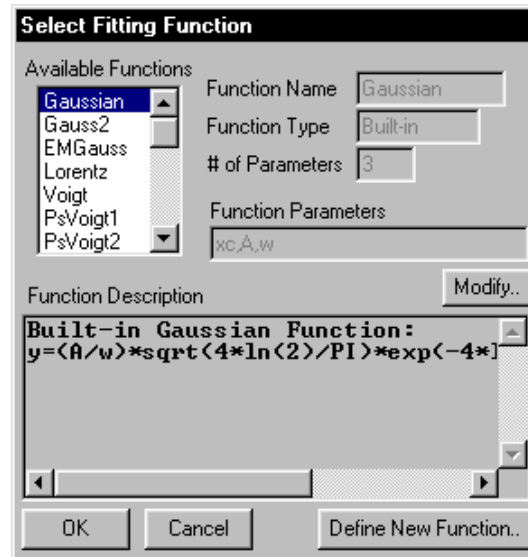 Select Fitting Function
Available Functions
Gaussian
Gauss2
EMGauss
Lorentz
Voigt
PsVoigt1
PsVoigt2
Function Name Gaussian
Function Type Built-in
# of Parameters 3
Function Parameters
xc,A,w
Modify..
Function Description
Built-in Gaussian Function:
y=(A/w)*sqrt(4*ln(2)/PI)*exp(-4*
OK Cancel Define New Function..